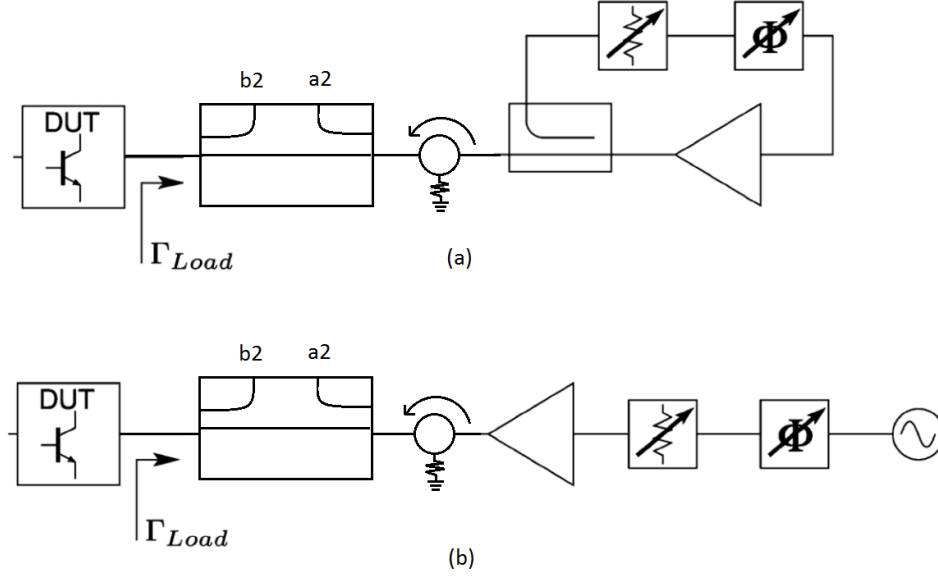 b2 a2
DUT
Φ
Γ_Load
(a)
b2 a2
DUT
Φ
Γ_Load
(b)